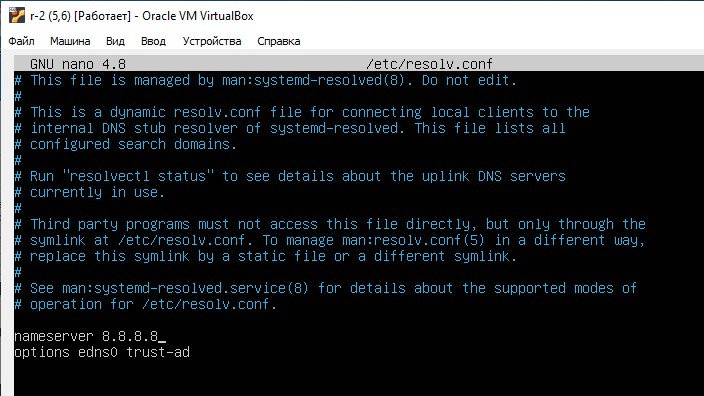 r-2 (5,6) [Работает] - Oracle VM VirtualBox
Файл Машина Вид Ввод Устройства Справка
GNU nano 4.8 /etc/resolv.conf
# This file is managed by man:systemd-resolved(8). Do not edit.
#
# This is a dynamic resolv.conf file for connecting local clients to the
# internal DNS stub resolver of systemd-resolved. This file lists all
# configured search domains.
#
# Run "resolvectl status" to see details about the uplink DNS servers
# currently in use.
#
# Third party programs must not access this file directly, but only through the
# symlink at /etc/resolv.conf. To manage man:resolv.conf(5) in a different way,
# replace this symlink by a static file or a different symlink.
#
# See man:systemd-resolved.service(8) for details about the supported modes of
# operation for /etc/resolv.conf.
nameserver 8.8.8.8
options edns0 trust-ad